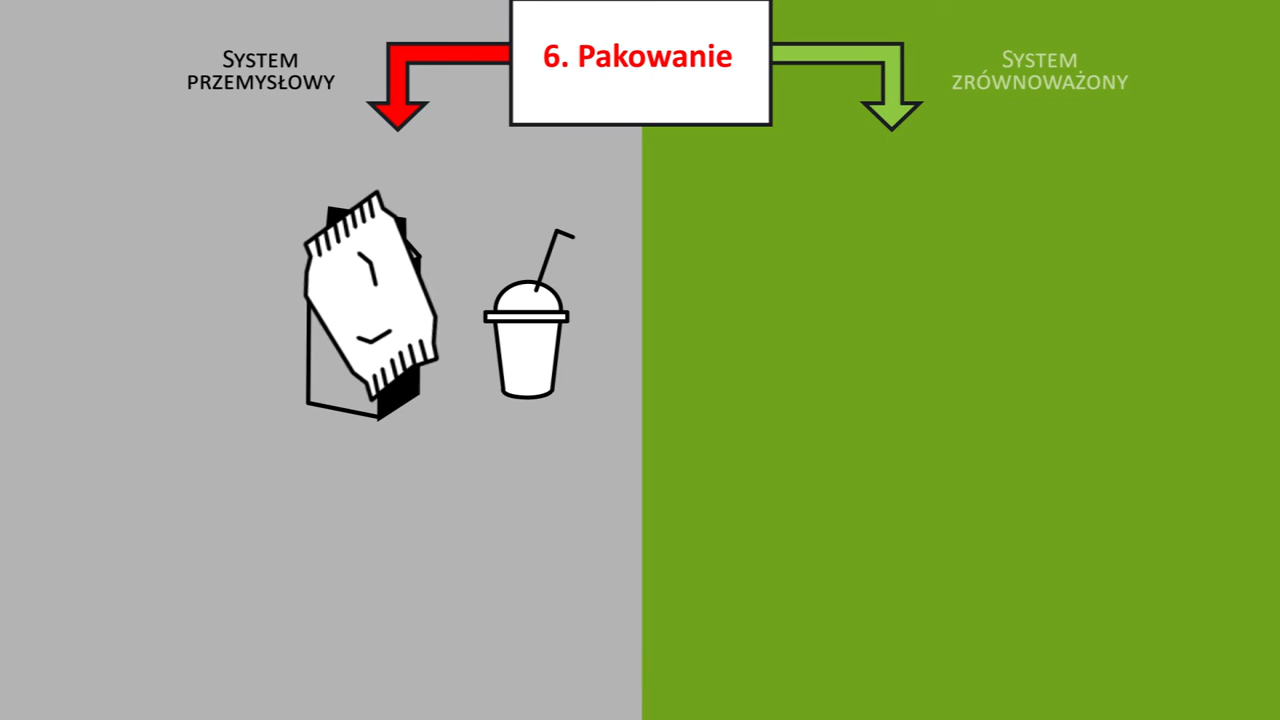 6. Pakowanie
System
przemysłowy
System
zrównoważony